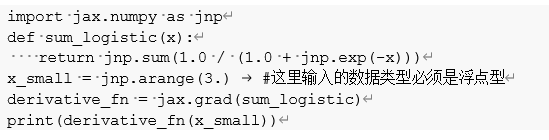 import jax.numpy as jnp
def sum_logistic(x):
    return jnp.sum(1.0 / (1.0 + jnp.exp(-x)))
x_small = jnp.arange(3.) → #这里输入的数据类型必须是浮点型
derivative_fn = jax.grad(sum_logistic)
print(derivative_fn(x_small))